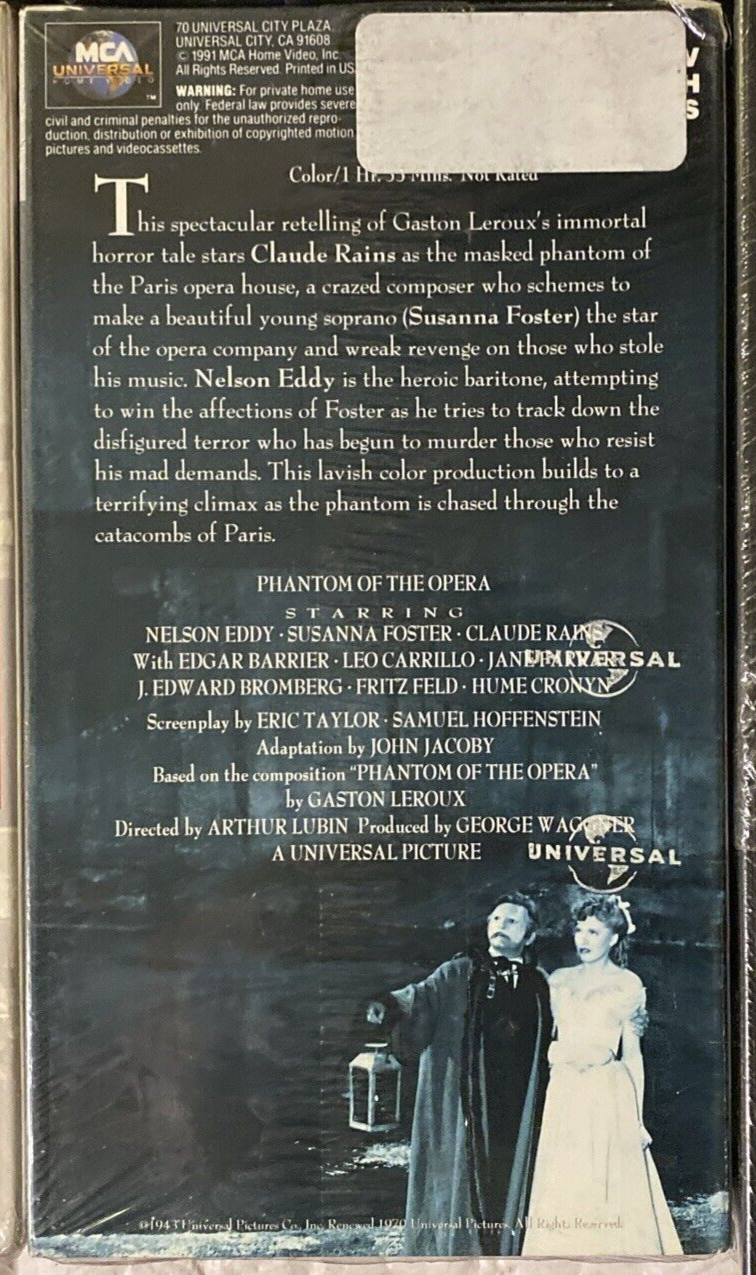 MCA
UNIVERSAL
HOME VIDEO
TM
70 UNIVERSAL CITY PLAZA
UNIVERSAL CITY, CA 91608
© 1991 MCA Home Video, Inc.
All Rights Reserved. Printed in US
WARNING: For private home use
only. Federal law provides severe
civil and criminal penalties for the unauthorized repro-
duction, distribution or exhibition of copyrighted motion
pictures and videocassettes.
V
H
S
Color/1 Hr. Mins. Not Rated
This spectacular retelling of Gaston Leroux's immortal
horror tale stars Claude Rains as the masked phantom of
the Paris opera house, a crazed composer who schemes to
make a beautiful young soprano (Susanna Foster) the star
of the opera company and wreak revenge on those who stole
his music. Nelson Eddy is the heroic baritone, attempting
to win the affections of Foster as he tries to track down the
disfigured terror who has begun to murder those who resist
his mad demands. This lavish color production builds to a
terrifying climax as the phantom is chased through the
catacombs of Paris.
PHANTOM OF THE OPERA
STARRING
NELSON EDDY · SUSANNA FOSTER · CLAUDE RAINS
With EDGAR BARRIER · LEO CARRILLO · JANE FARRAR
UNIVERSAL
J. EDWARD BROMBERG · FRITZ FELD · HUME CRONYN
Screenplay by ERIC TAYLOR · SAMUEL HOFFENSTEIN
Adaptation by JOHN JACOBY
Based on the composition "PHANTOM OF THE OPERA"
by GASTON LEROUX
Directed by ARTHUR LUBIN Produced by GEORGE WAGGNER
A UNIVERSAL PICTURE
UNIVERSAL
©1943 Universal Pictures Co., Inc. Renewed 1970 Universal Pictures. All Rights Reserved.